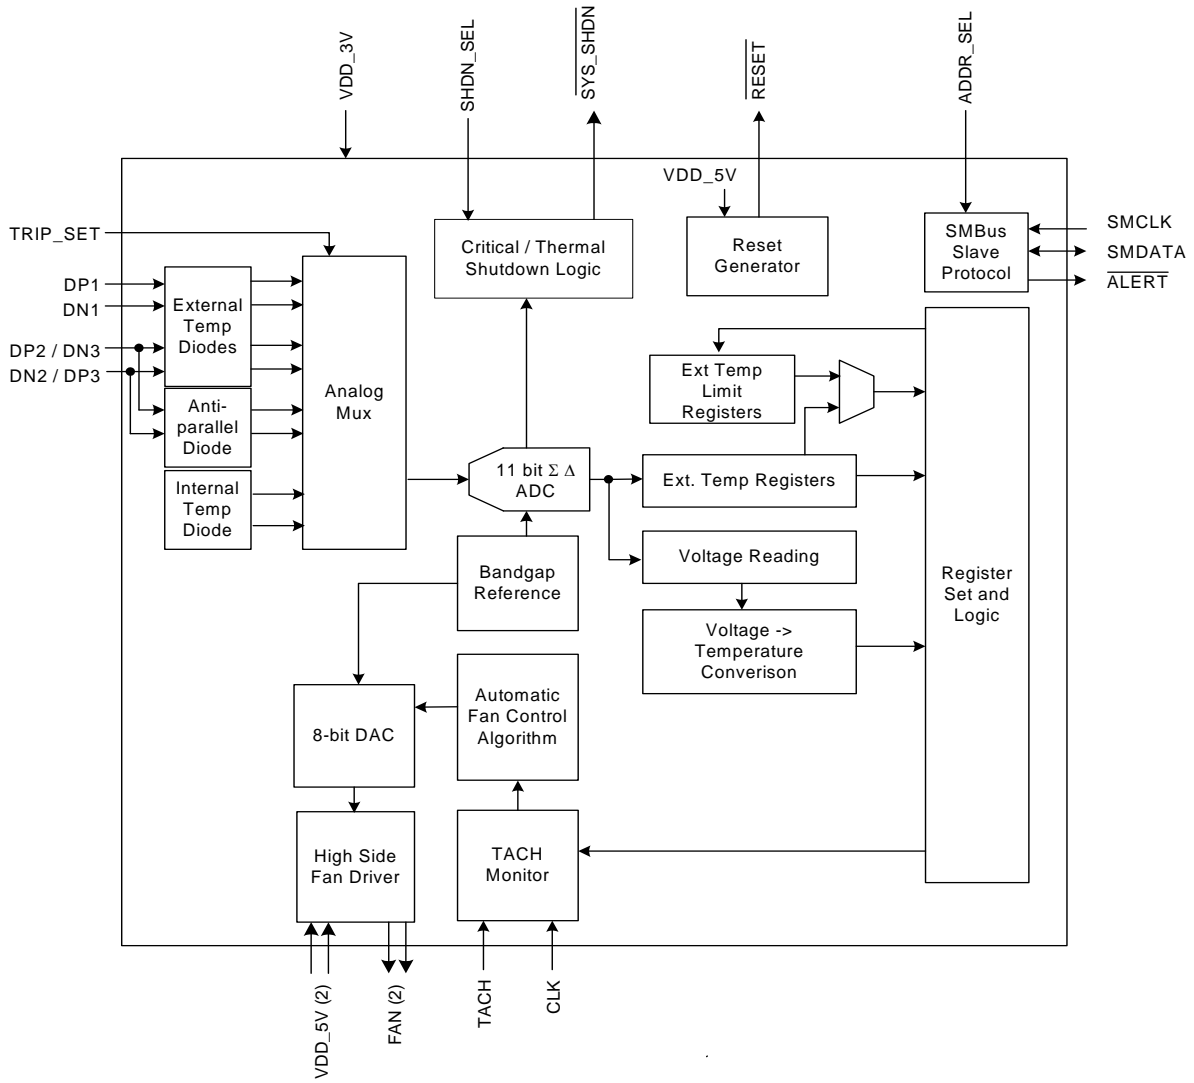 VDD_3V
SHDN_SEL
SYS_SHDN
RESET
ADDR_SEL
VDD_5V
TRIP_SET
DP1
DN1
DP2 / DN3
DN2 / DP3
External
Temp
Diodes
Anti-
parallel
Diode
Internal
Temp
Diode
Analog
Mux
Critical / Thermal
Shutdown Logic
Reset
Generator
SMBus
Slave
Protocol
SMCLK
SMDATA
ALERT
Ext Temp
Limit
Registers
11 bit Σ Δ
ADC
Ext. Temp Registers
Voltage Reading
Bandgap
Reference
Voltage ->
Temperature
Converison
Register
Set and
Logic
Automatic
Fan Control
Algorithm
8-bit DAC
High Side
Fan Driver
TACH
Monitor
VDD_5V (2)
FAN (2)
TACH
CLK